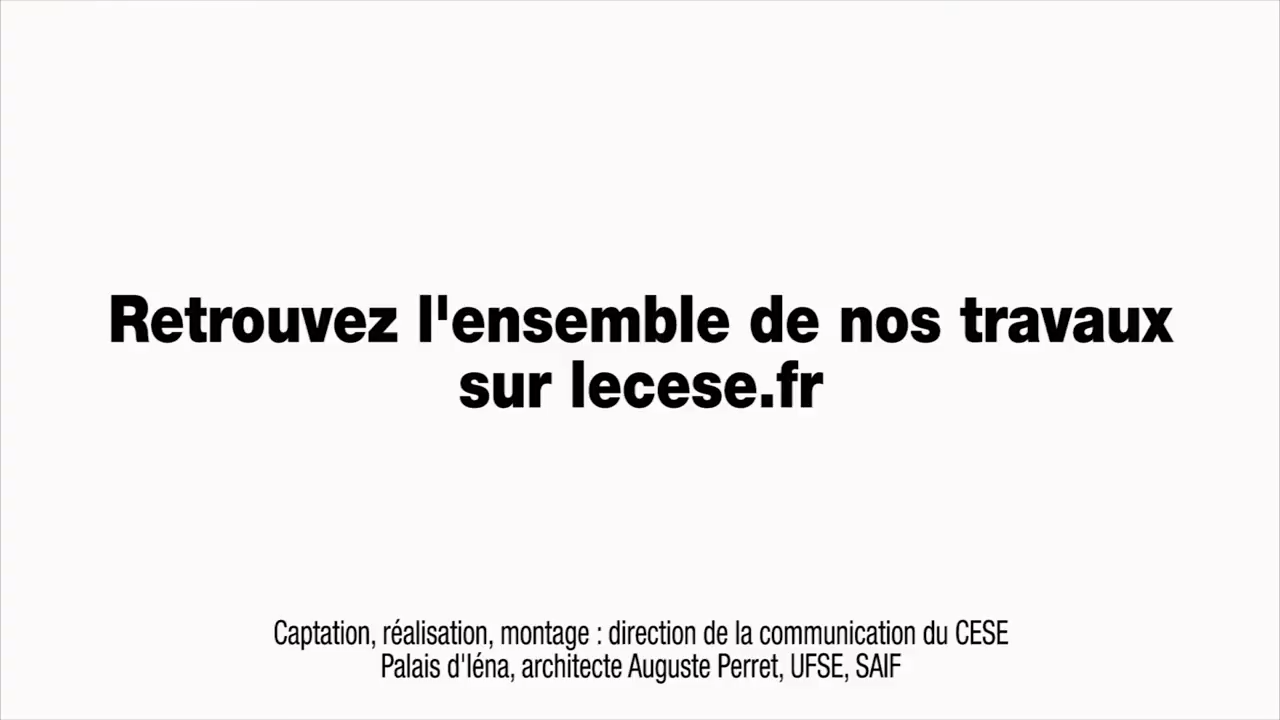 Retrouvez l'ensemble de nos travaux
sur lecese.fr
Captation, réalisation, montage : direction de la communication du CESE
Palais d'Iéna, architecte Auguste Perret, UFSE, SAIF